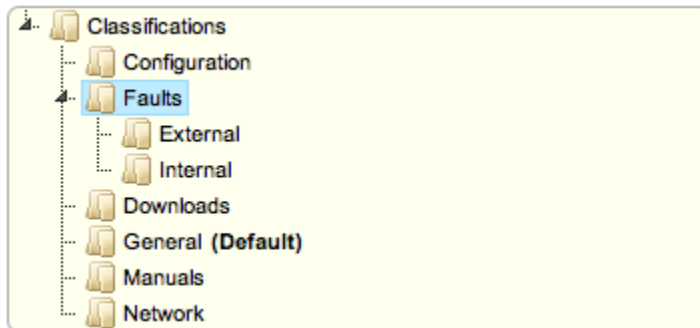 Classifications
Configuration
Faults
External
Internal
Downloads
General (Default)
Manuals
Network